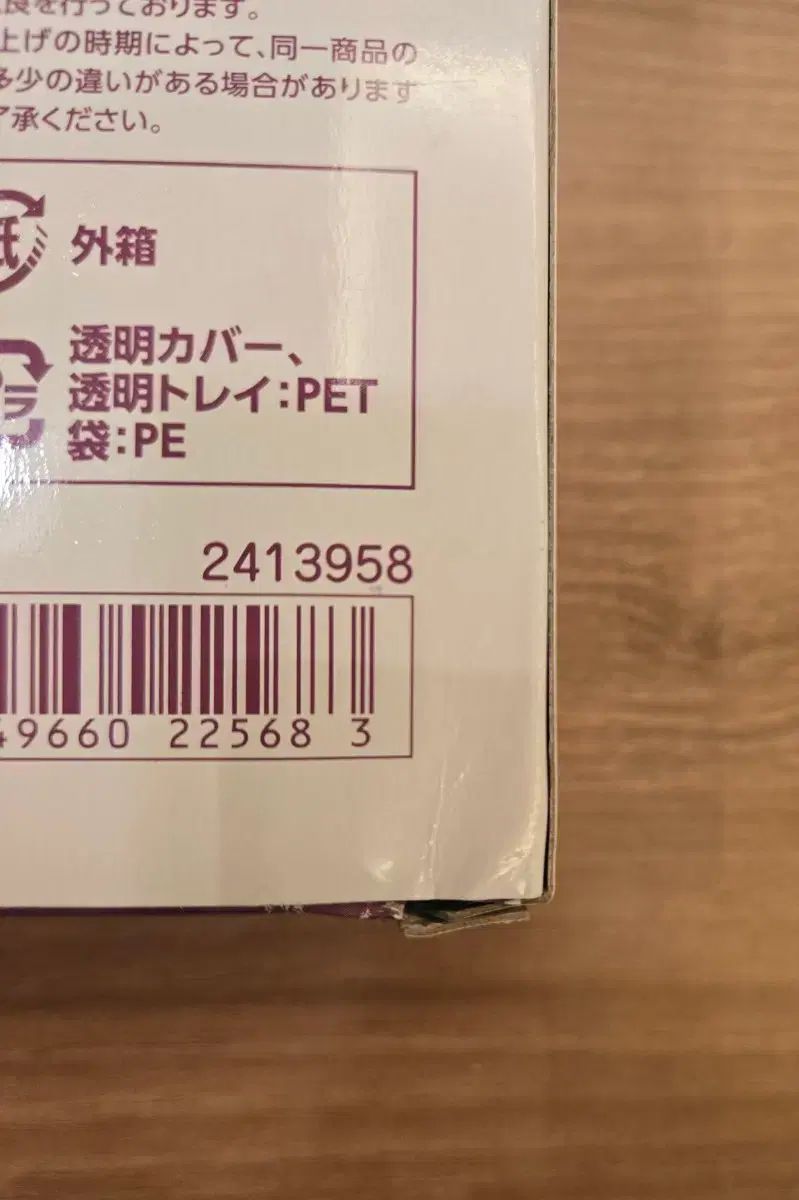 良を行っております。
上げの時期によって、同一商品の
多少の違いがある場合があります
了承ください。
紙
外箱
透明カバー、
透明トレイ:PET
プラ
袋:PE
2413958
49660 22568 3